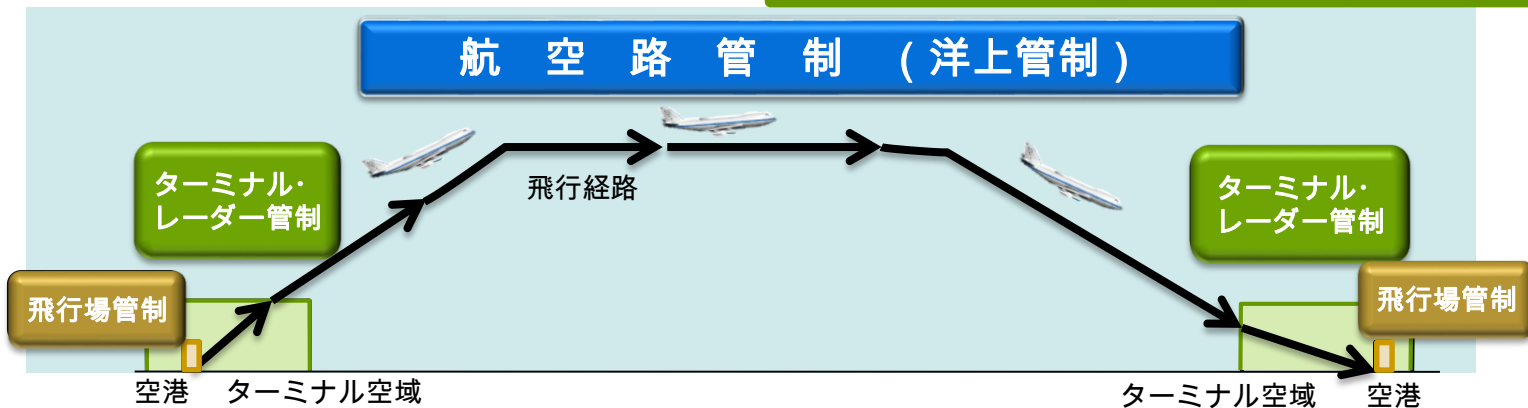 航空路管制（洋上管制）
ターミナル・
レーダー管制
飛行経路
ターミナル・
レーダー管制
飛行場管制
飛行場管制
空港
ターミナル空域
ターミナル空域
空港